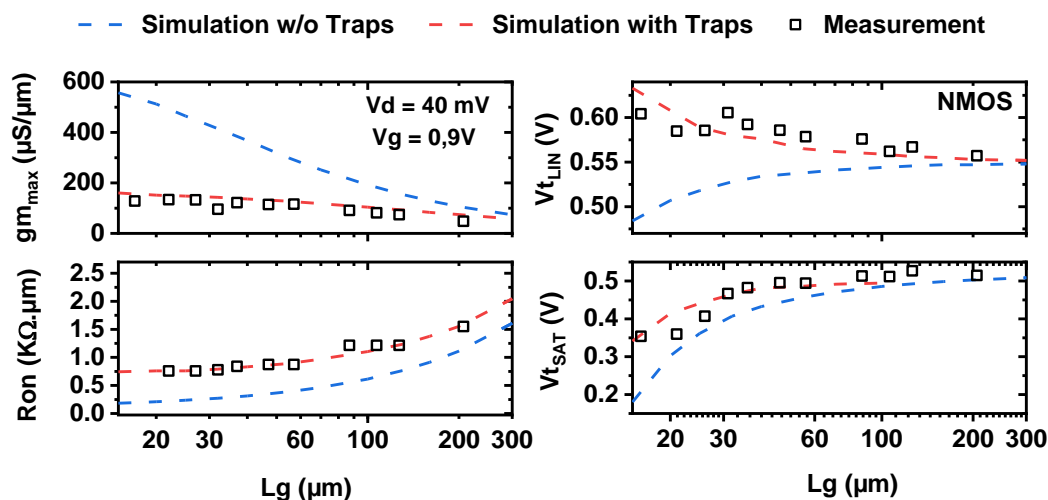 Simulation w/o Traps Simulation with Traps Measurement
600
400
200
0
gm_max (µS/µm)
Vd = 40 mV
Vg = 0,9V
0.60
0.55
0.50
Vt_LIN (V)
NMOS
2.5
2.0
1.5
1.0
0.5
0.0
Ron (KΩ.µm)
20 30 60 100 200 300
Lg (µm)
0.5
0.4
0.3
0.2
Vt_SAT (V)
20 30 60 100 200 300
Lg (µm)